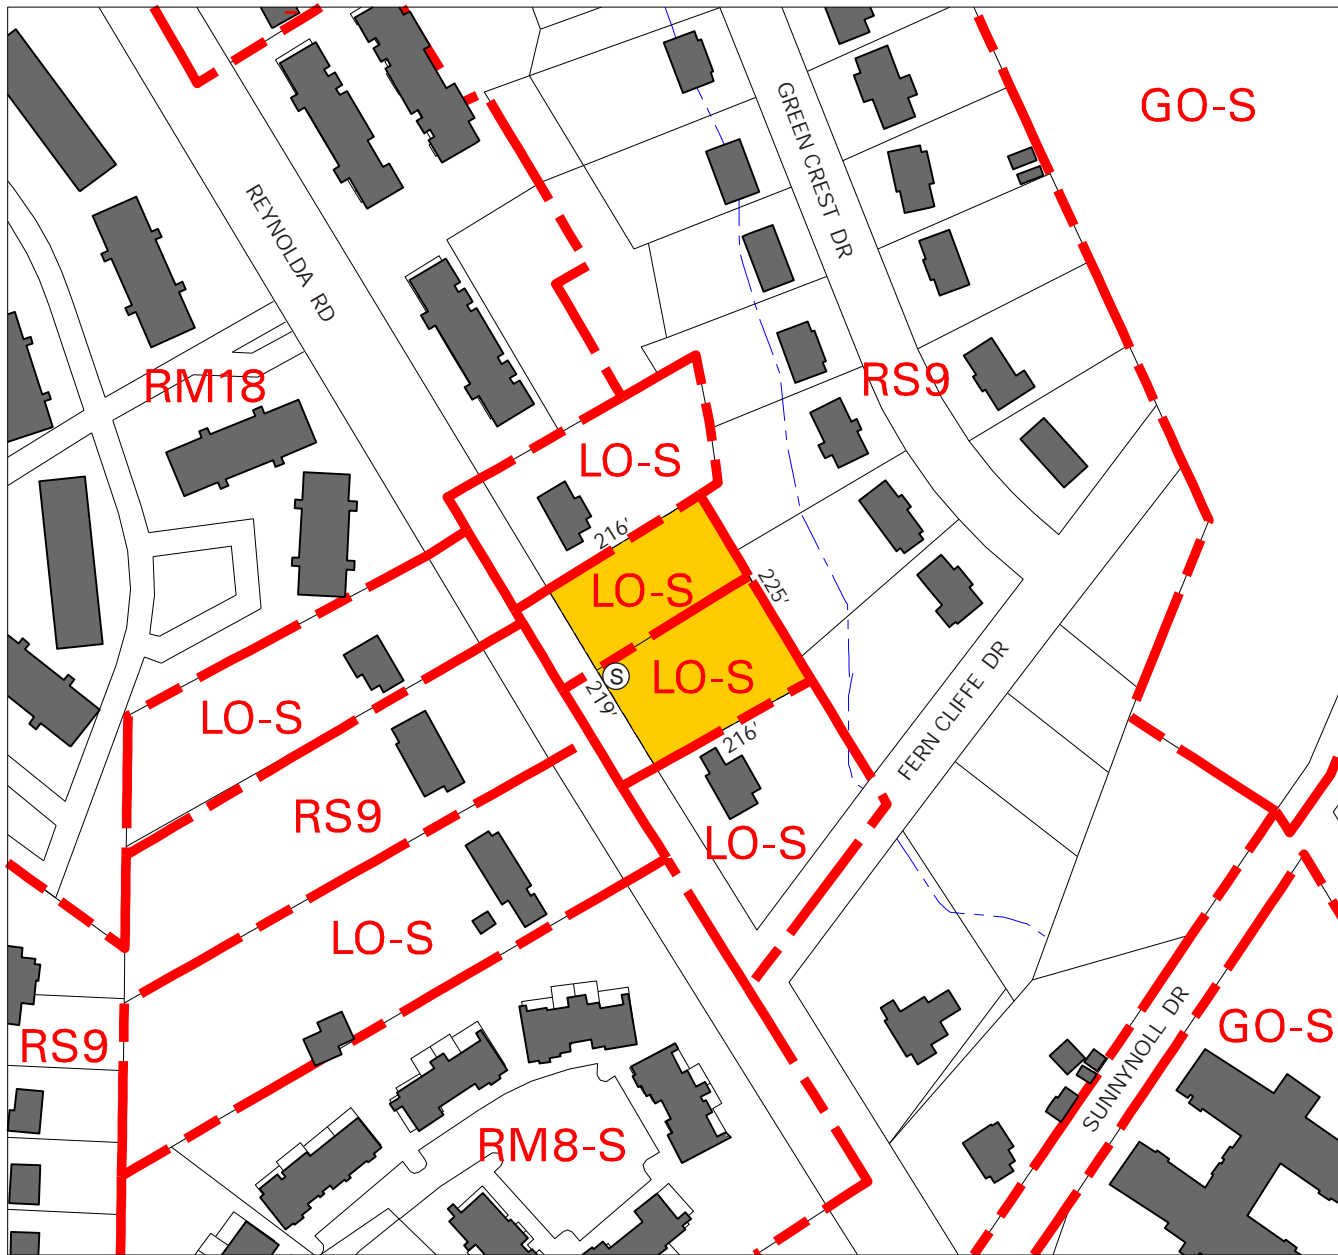 GO-S
GREEN CREST DR
REYNOLDA RD
RM18
RS9
LO-S
216'
LO-S
225'
S
LO-S
219'
LO-S
216'
FERN CLIFFE DR
RS9
LO-S
LO-S
RS9
SUNNYNOLL DR
GO-S
RM8-S